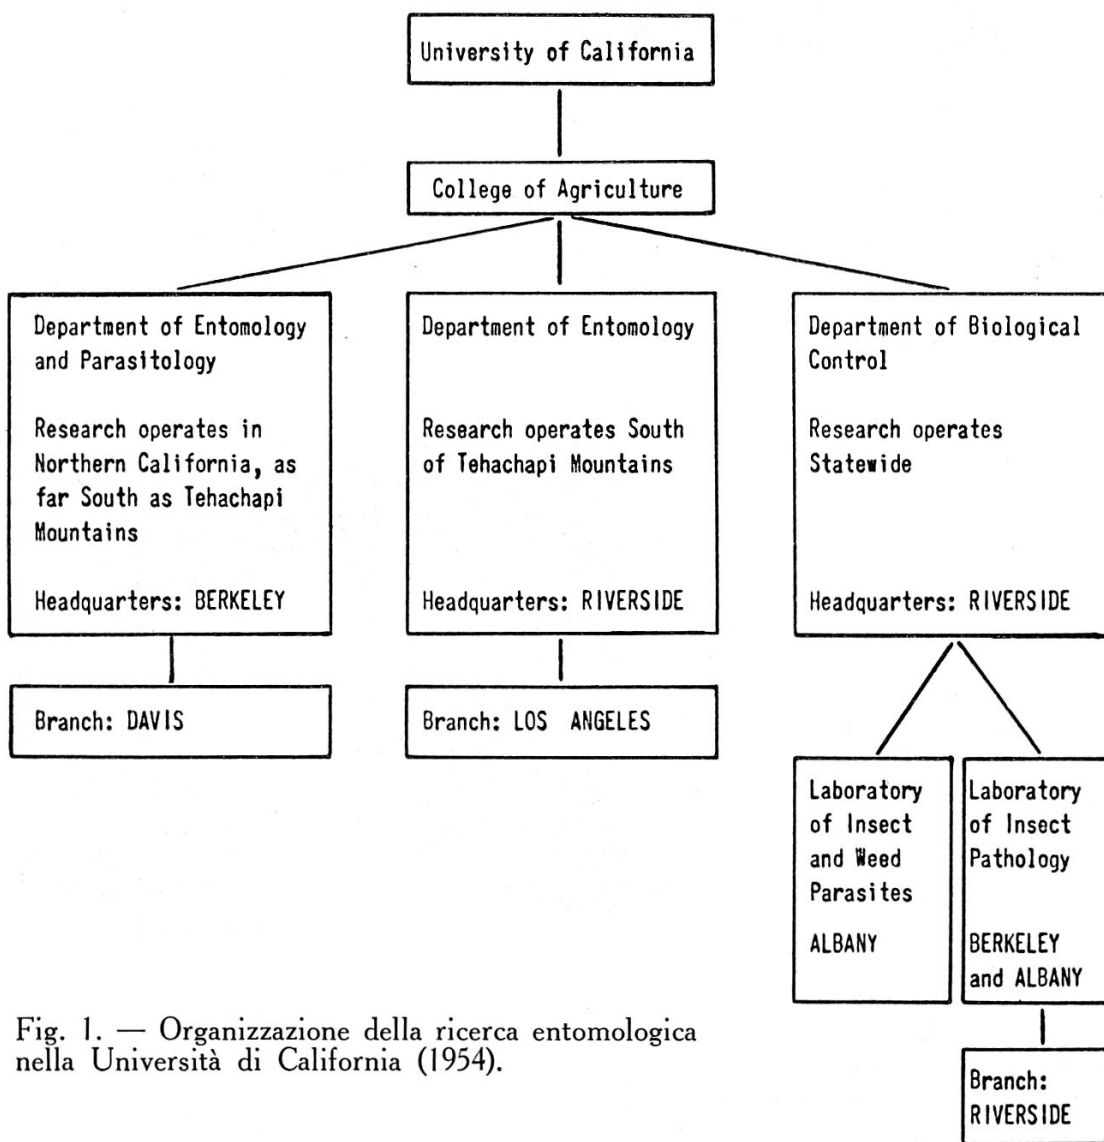 University of California
College of Agriculture
Department of Entomology
and Parasitology
Research operates in
Northern California, as
far South as Tehachapi
Mountains
Headquarters: BERKELEY
Branch: DAVIS
Department of Entomology
Research operates South
of Tehachapi Mountains
Headquarters: RIVERSIDE
Branch: LOS ANGELES
Department of Biological
Control
Research operates
Statewide
Headquarters: RIVERSIDE
Laboratory
of Insect
and Weed
Parasites
ALBANY
Laboratory
of Insect
Pathology
BERKELEY
and ALBANY
Branch:
RIVERSIDE
Fig. 1. — Organizzazione della ricerca entomologica
nella Università di California (1954).